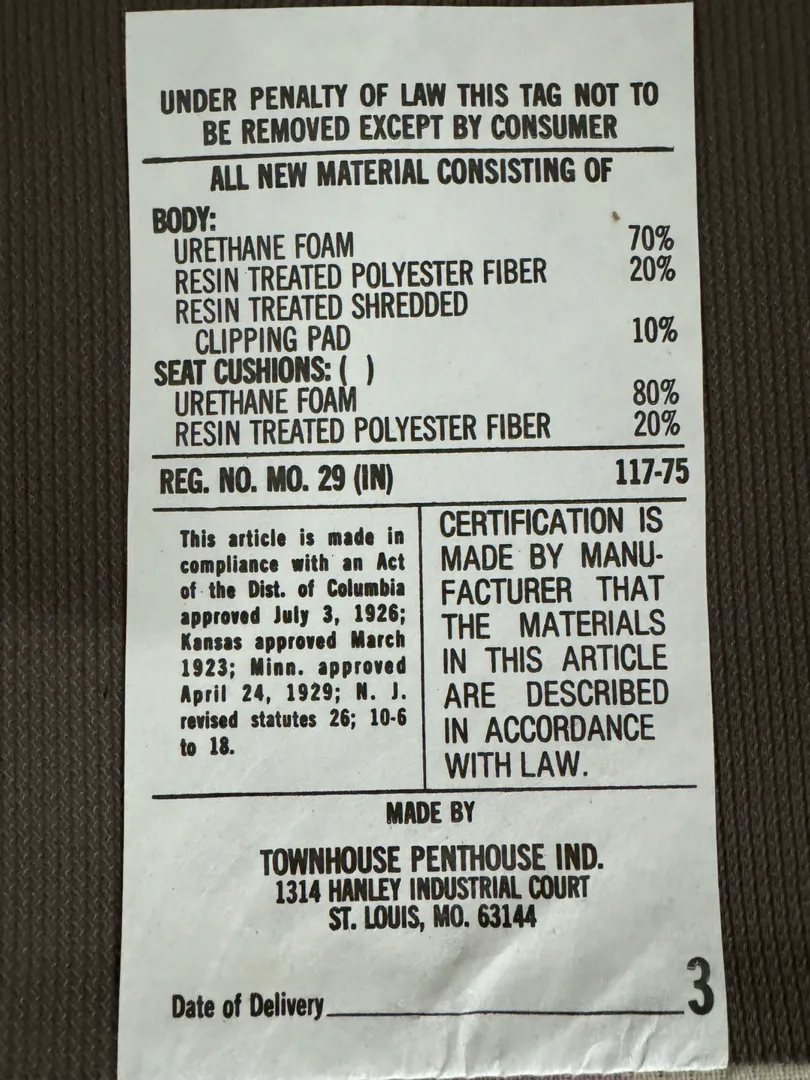 UNDER PENALTY OF LAW THIS TAG NOT TO
BE REMOVED EXCEPT BY CONSUMER
ALL NEW MATERIAL CONSISTING OF
BODY:
URETHANE FOAM 70%
RESIN TREATED POLYESTER FIBER 20%
RESIN TREATED SHREDDED
CLIPPING PAD 10%
SEAT CUSHIONS: ( )
URETHANE FOAM 80%
RESIN TREATED POLYESTER FIBER 20%
REG. NO. MO. 29 (IN) 117-75
This article is made in
compliance with an Act
of the Dist. of Columbia
approved July 3, 1926;
Kansas approved March
1923; Minn. approved
April 24, 1929; N. J.
revised statutes 26; 10-6
to 18.
CERTIFICATION IS
MADE BY MANU-
FACTURER THAT
THE MATERIALS
IN THIS ARTICLE
ARE DESCRIBED
IN ACCORDANCE
WITH LAW.
MADE BY
TOWNHOUSE PENTHOUSE IND.
1314 HANLEY INDUSTRIAL COURT
ST. LOUIS, MO. 63144
Date of Delivery 3